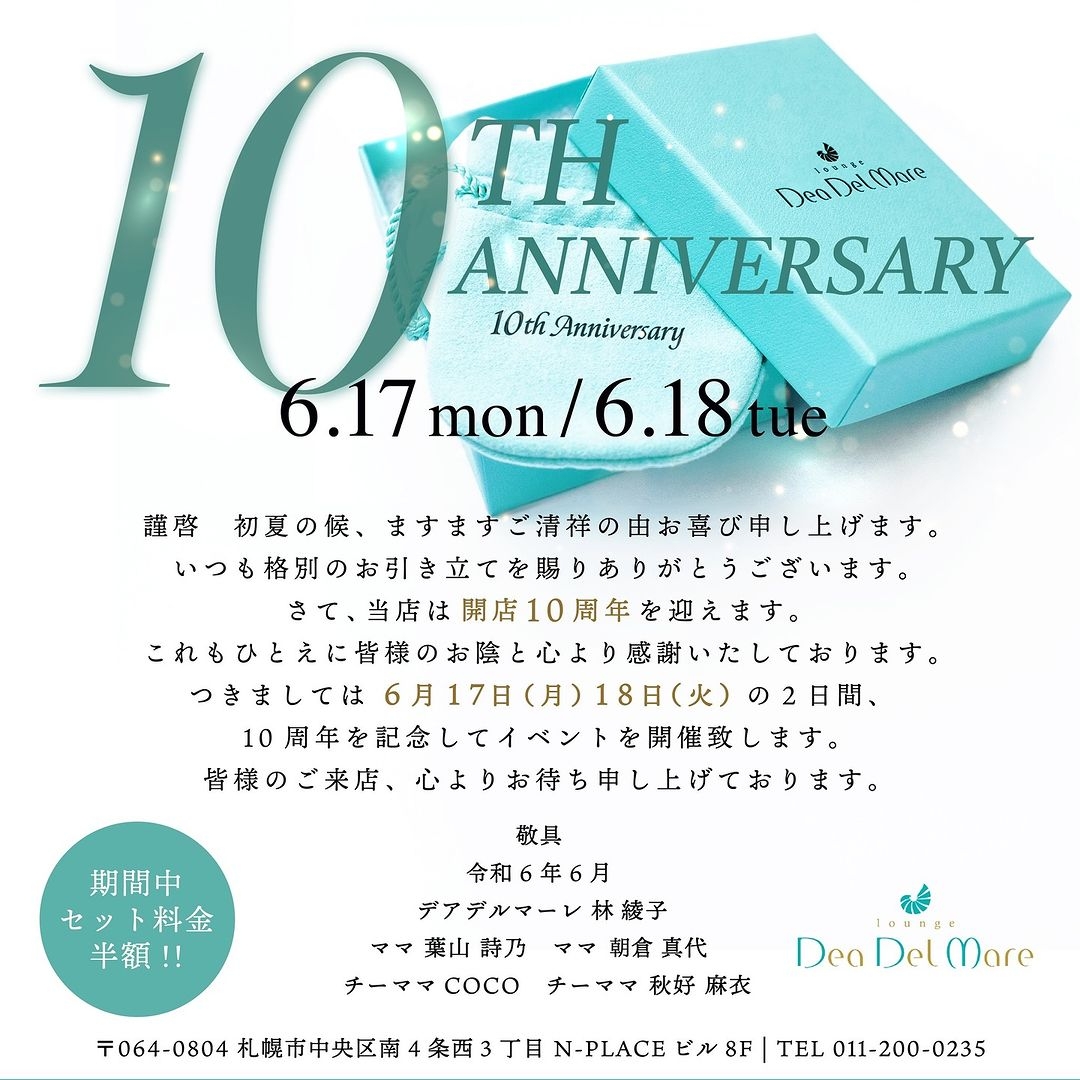 10TH
ANNIVERSARY
lounge
Dea Del Mare
10th Anniversary
6.17 mon / 6.18 tue
謹啓　初夏の候、ますますご清祥の由お喜び申し上げます。
いつも格別のお引き立てを賜りありがとうございます。
さて、当店は 開店10周年 を迎えます。
これもひとえに皆様のお陰と心より感謝いたしております。
つきましては 6月17日(月)18日(火) の2日間、
10周年を記念してイベントを開催致します。
皆様のご来店、心よりお待ち申し上げております。
敬具
令和6年6月
デアデルマーレ 林 綾子
ママ 葉山 詩乃　ママ 朝倉 真代
チーママ COCO　チーママ 秋好 麻衣
期間中
セット料金
半額!!
lounge
Dea Del Mare
〒064-0804 札幌市中央区南4条西3丁目 N-PLACEビル8F | TEL 011-200-0235